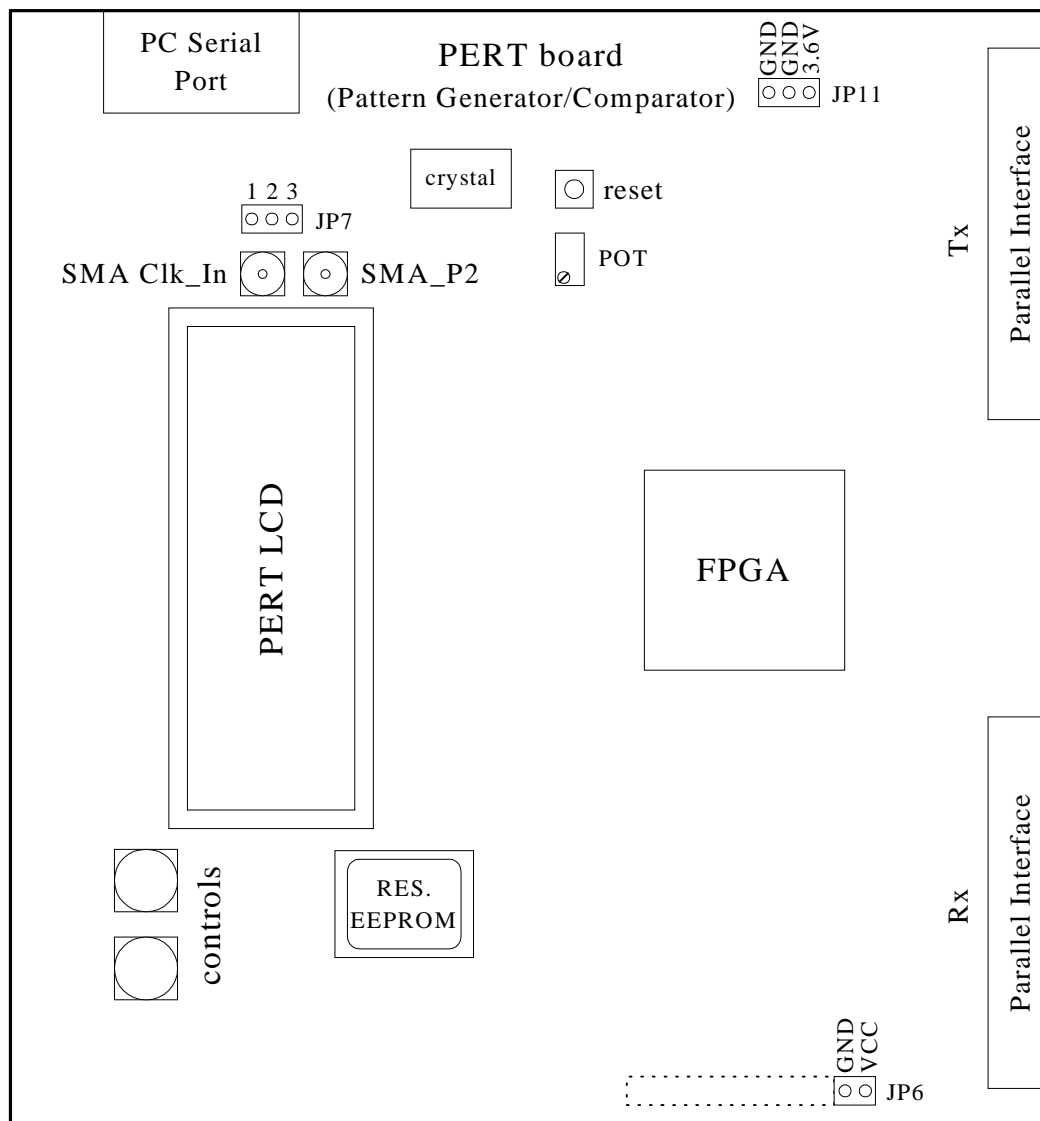 PC Serial
Port
PERT board
(Pattern Generator/Comparator)
GND
GND
3.6V
JP11
crystal
reset
1 2 3
JP7
POT
SMA Clk_In
SMA_P2
Tx
Parallel Interface
PERT LCD
FPGA
controls
RES.
EEPROM
Rx
Parallel Interface
GND
VCC
JP6